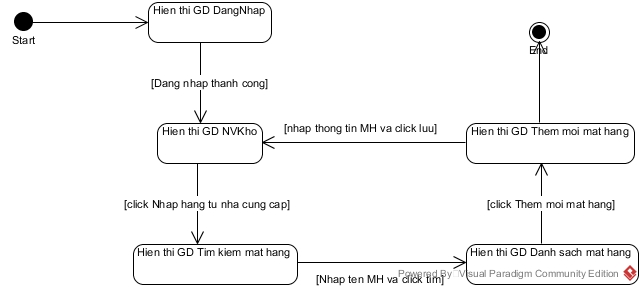 Hien thi GD DangNhap
Start
End
[Dang nhap thanh cong]
Hien thi GD NVKho
[nhap thong tin MH va click luu]
Hien thi GD Them moi mat hang
[click Nhap hang tu nha cung cap]
[click Them moi mat hang]
Hien thi GD Tim kiem mat hang
Hien thi GD Danh sach mat hang
[Nhap ten MH va click tim]
Powered By Visual Paradigm Community Edition